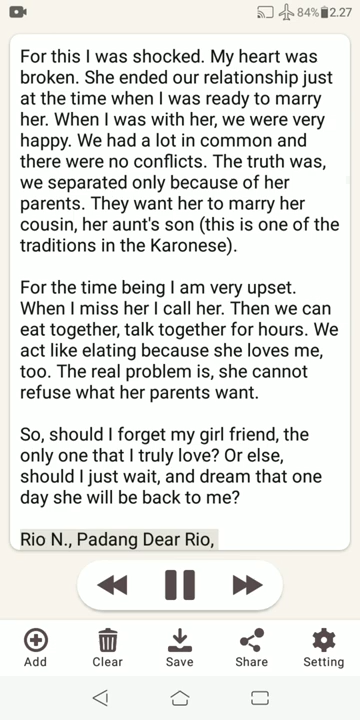 84% 2.27
For this I was shocked. My heart was
broken. She ended our relationship just
at the time when I was ready to marry
her. When I was with her, we were very
happy. We had a lot in common and
there were no conflicts. The truth was,
we separated only because of her
parents. They want her to marry her
cousin, her aunt's son (this is one of the
traditions in the Karonese).
For the time being I am very upset.
When I miss her I call her. Then we can
eat together, talk together for hours. We
act like elating because she loves me,
too. The real problem is, she cannot
refuse what her parents want.
So, should I forget my girl friend, the
only one that I truly love? Or else,
should I just wait, and dream that one
day she will be back to me?
Rio N., Padang Dear Rio,
Add Clear Save Share Setting